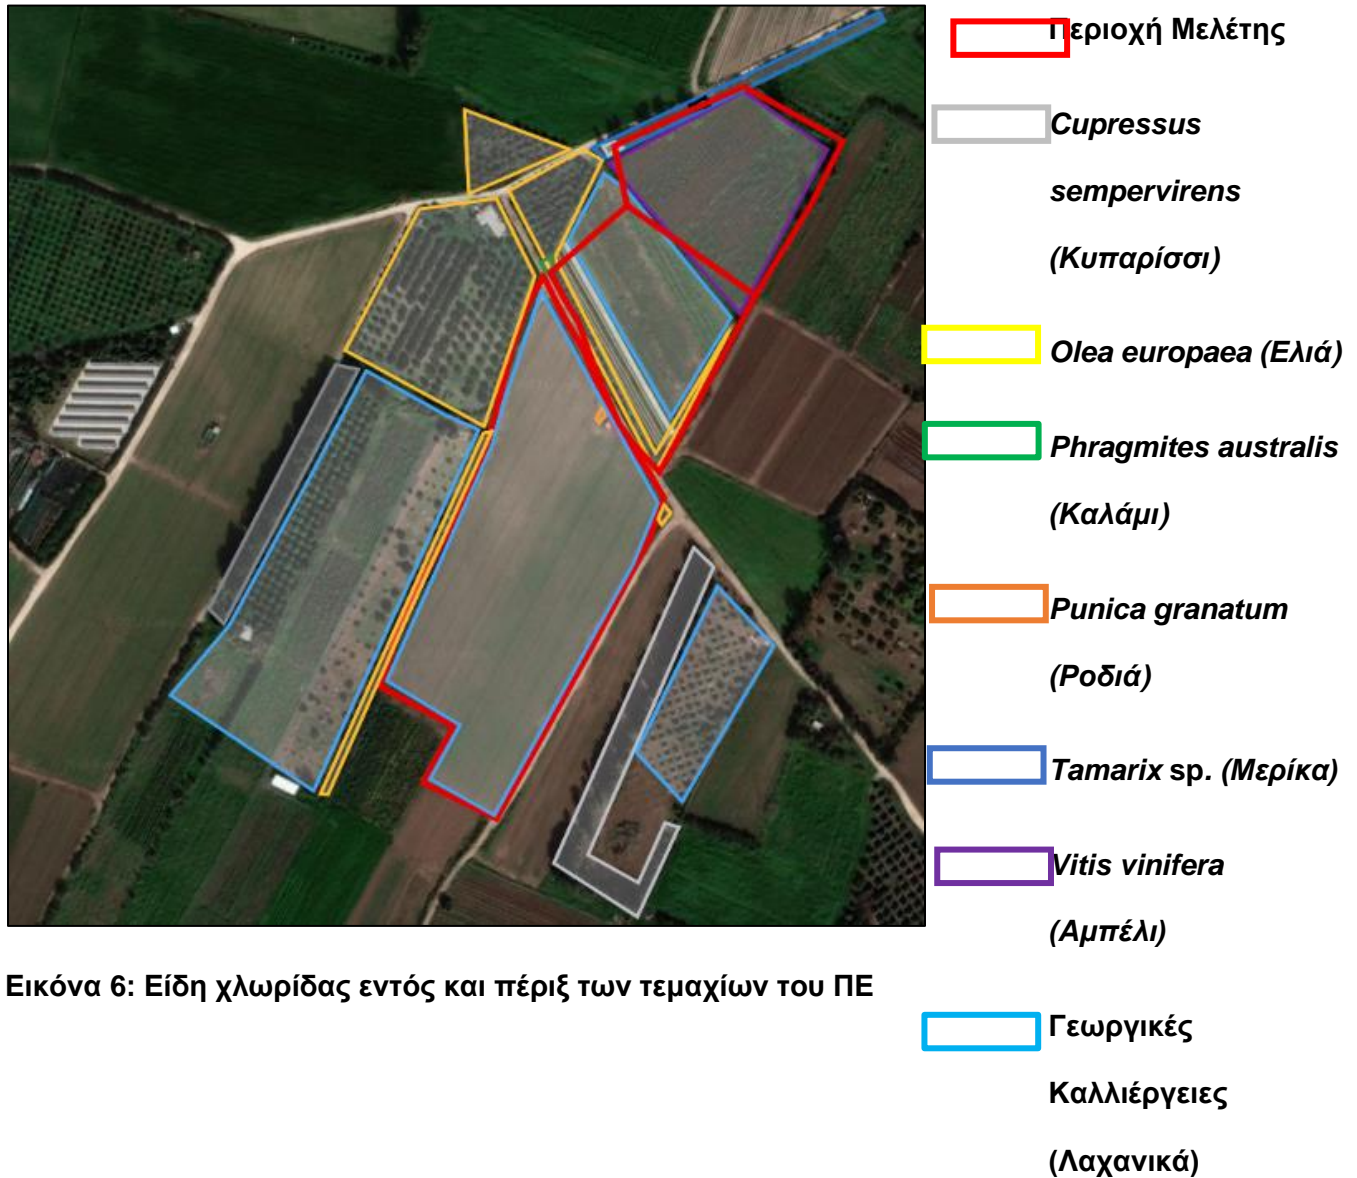 Περιοχή Μελέτης
Cupressus
sempervirens
(Κυπαρίσσι)
Olea europaea (Ελιά)
Phragmites australis
(Καλάμι)
Punica granatum
(Ροδιά)
Tamarix sp. (Μερίκα)
Vitis vinifera
(Αμπέλι)
Εικόνα 6: Είδη χλωρίδας εντός και πέριξ των τεμαχίων του ΠΕ
Γεωργικές
Καλλιέργειες
(Λαχανικά)